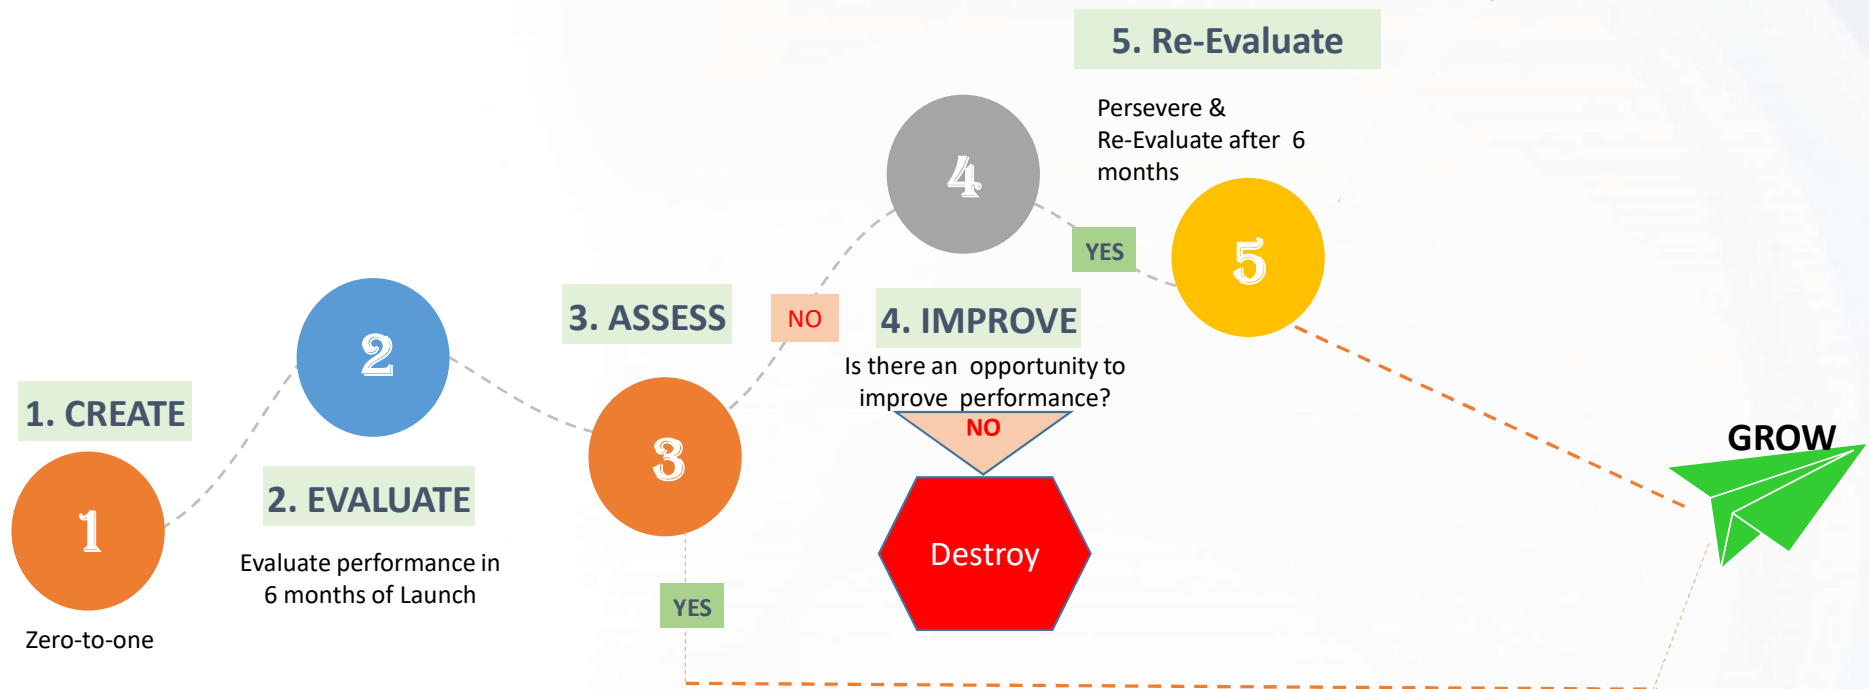 1. CREATE
1
Zero-to-one
2
2. EVALUATE
Evaluate performance in
6 months of Launch
3. ASSESS
3
NO
YES
4
4. IMPROVE
Is there an opportunity to
improve performance?
NO
Destroy
YES
5. Re-Evaluate
Persevere &
Re-Evaluate after 6
months
5
GROW